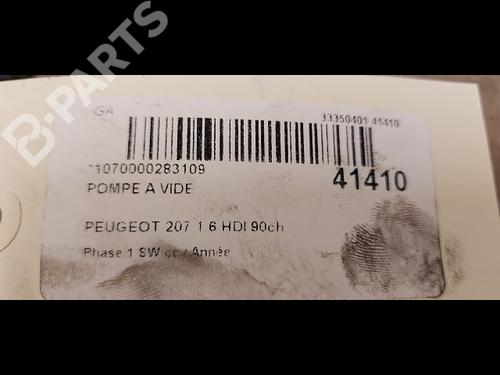 B-PARTS
GA 33350401 41410
1070000283109
41410
POMPE A VIDE
PEUGEOT 207 1.6 HDI 90ch
Phase 1 SW cc / Année